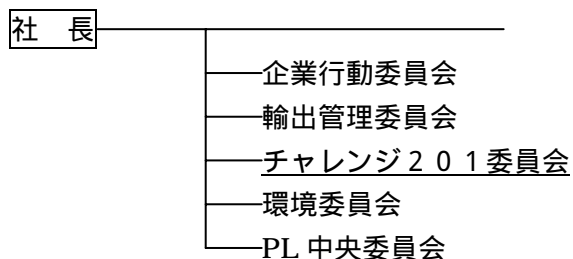 社　長
企業行動委員会
輸出管理委員会
チャレンジ２０１委員会
環境委員会
PL 中央委員会